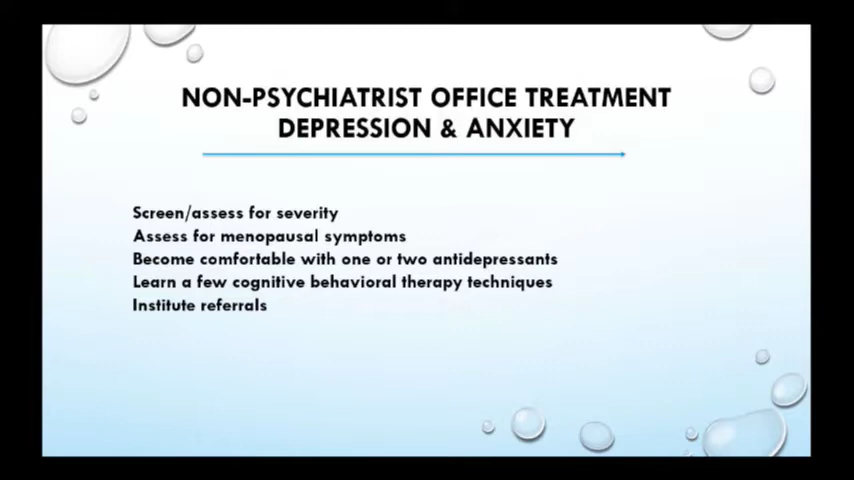 NON-PSYCHIATRIST OFFICE TREATMENT
DEPRESSION & ANXIETY
Screen/assess for severity
Assess for menopausal symptoms
Become comfortable with one or two antidepressants
Learn a few cognitive behavioral therapy techniques
Institute referrals